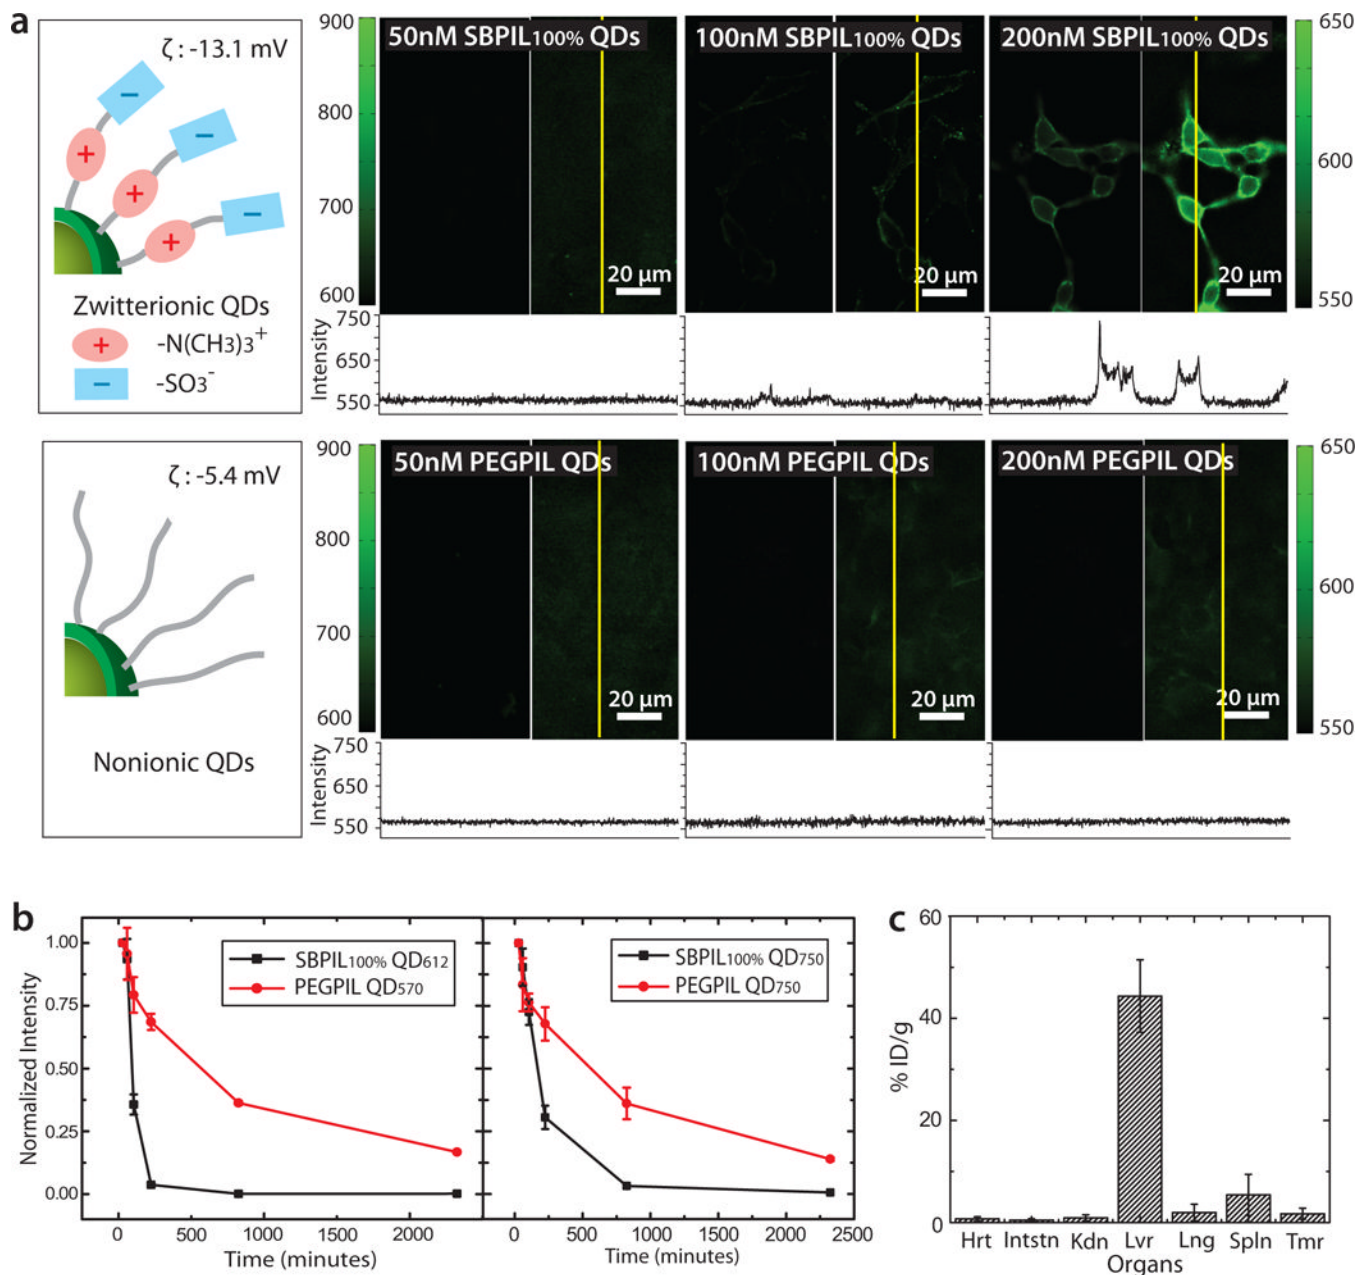 a
ζ : -13.1 mV
Zwitterionic QDs
+ -N(CH3)3+
− -SO3-
900
800
700
600
50nM SBPIL100% QDs
20 µm
100nM SBPIL100% QDs
200nM SBPIL100% QDs
20 µm
650
600
550
Intensity
750
650
550
ζ : -5.4 mV
Nonionic QDs
900
800
700
600
50nM PEGPIL QDs
20 µm
100nM PEGPIL QDs
20 µm
200nM PEGPIL QDs
20 µm
650
600
550
Intensity
750
650
550
b
Normalized Intensity
1.00
0.75
0.50
0.25
0.00
SBPIL100% QD612
PEGPIL QD570
0 500 1000 1500 2000
Time (minutes)
SBPIL100% QD750
PEGPIL QD750
0 500 1000 1500 2000 2500
Time (minutes)
c
% ID/g
60
40
20
0
Hrt Intstn Kdn Lvr Lng Spln Tmr
Organs